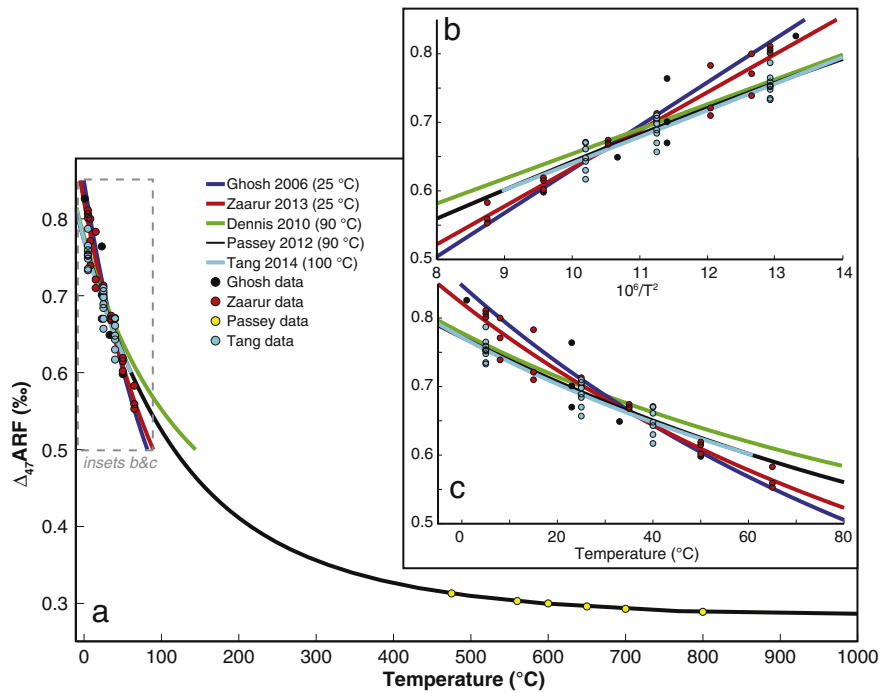 b
0.8
0.7
0.6
0.5
8
9
10
11
12
13
14
10⁶/T²
0.8
0.7
0.6
0.5
0
20
40
60
80
Temperature (°C)
c
Ghosh 2006 (25 °C)
Zaarur 2013 (25 °C)
Dennis 2010 (90 °C)
Passey 2012 (90 °C)
Tang 2014 (100 °C)
Ghosh data
Zaarur data
Passey data
Tang data
insets b&c
Δ₄₇ARF (‰)
0.8
0.7
0.6
0.5
0.4
0.3
a
0
100
200
300
400
500
600
700
800
900
1000
Temperature (°C)